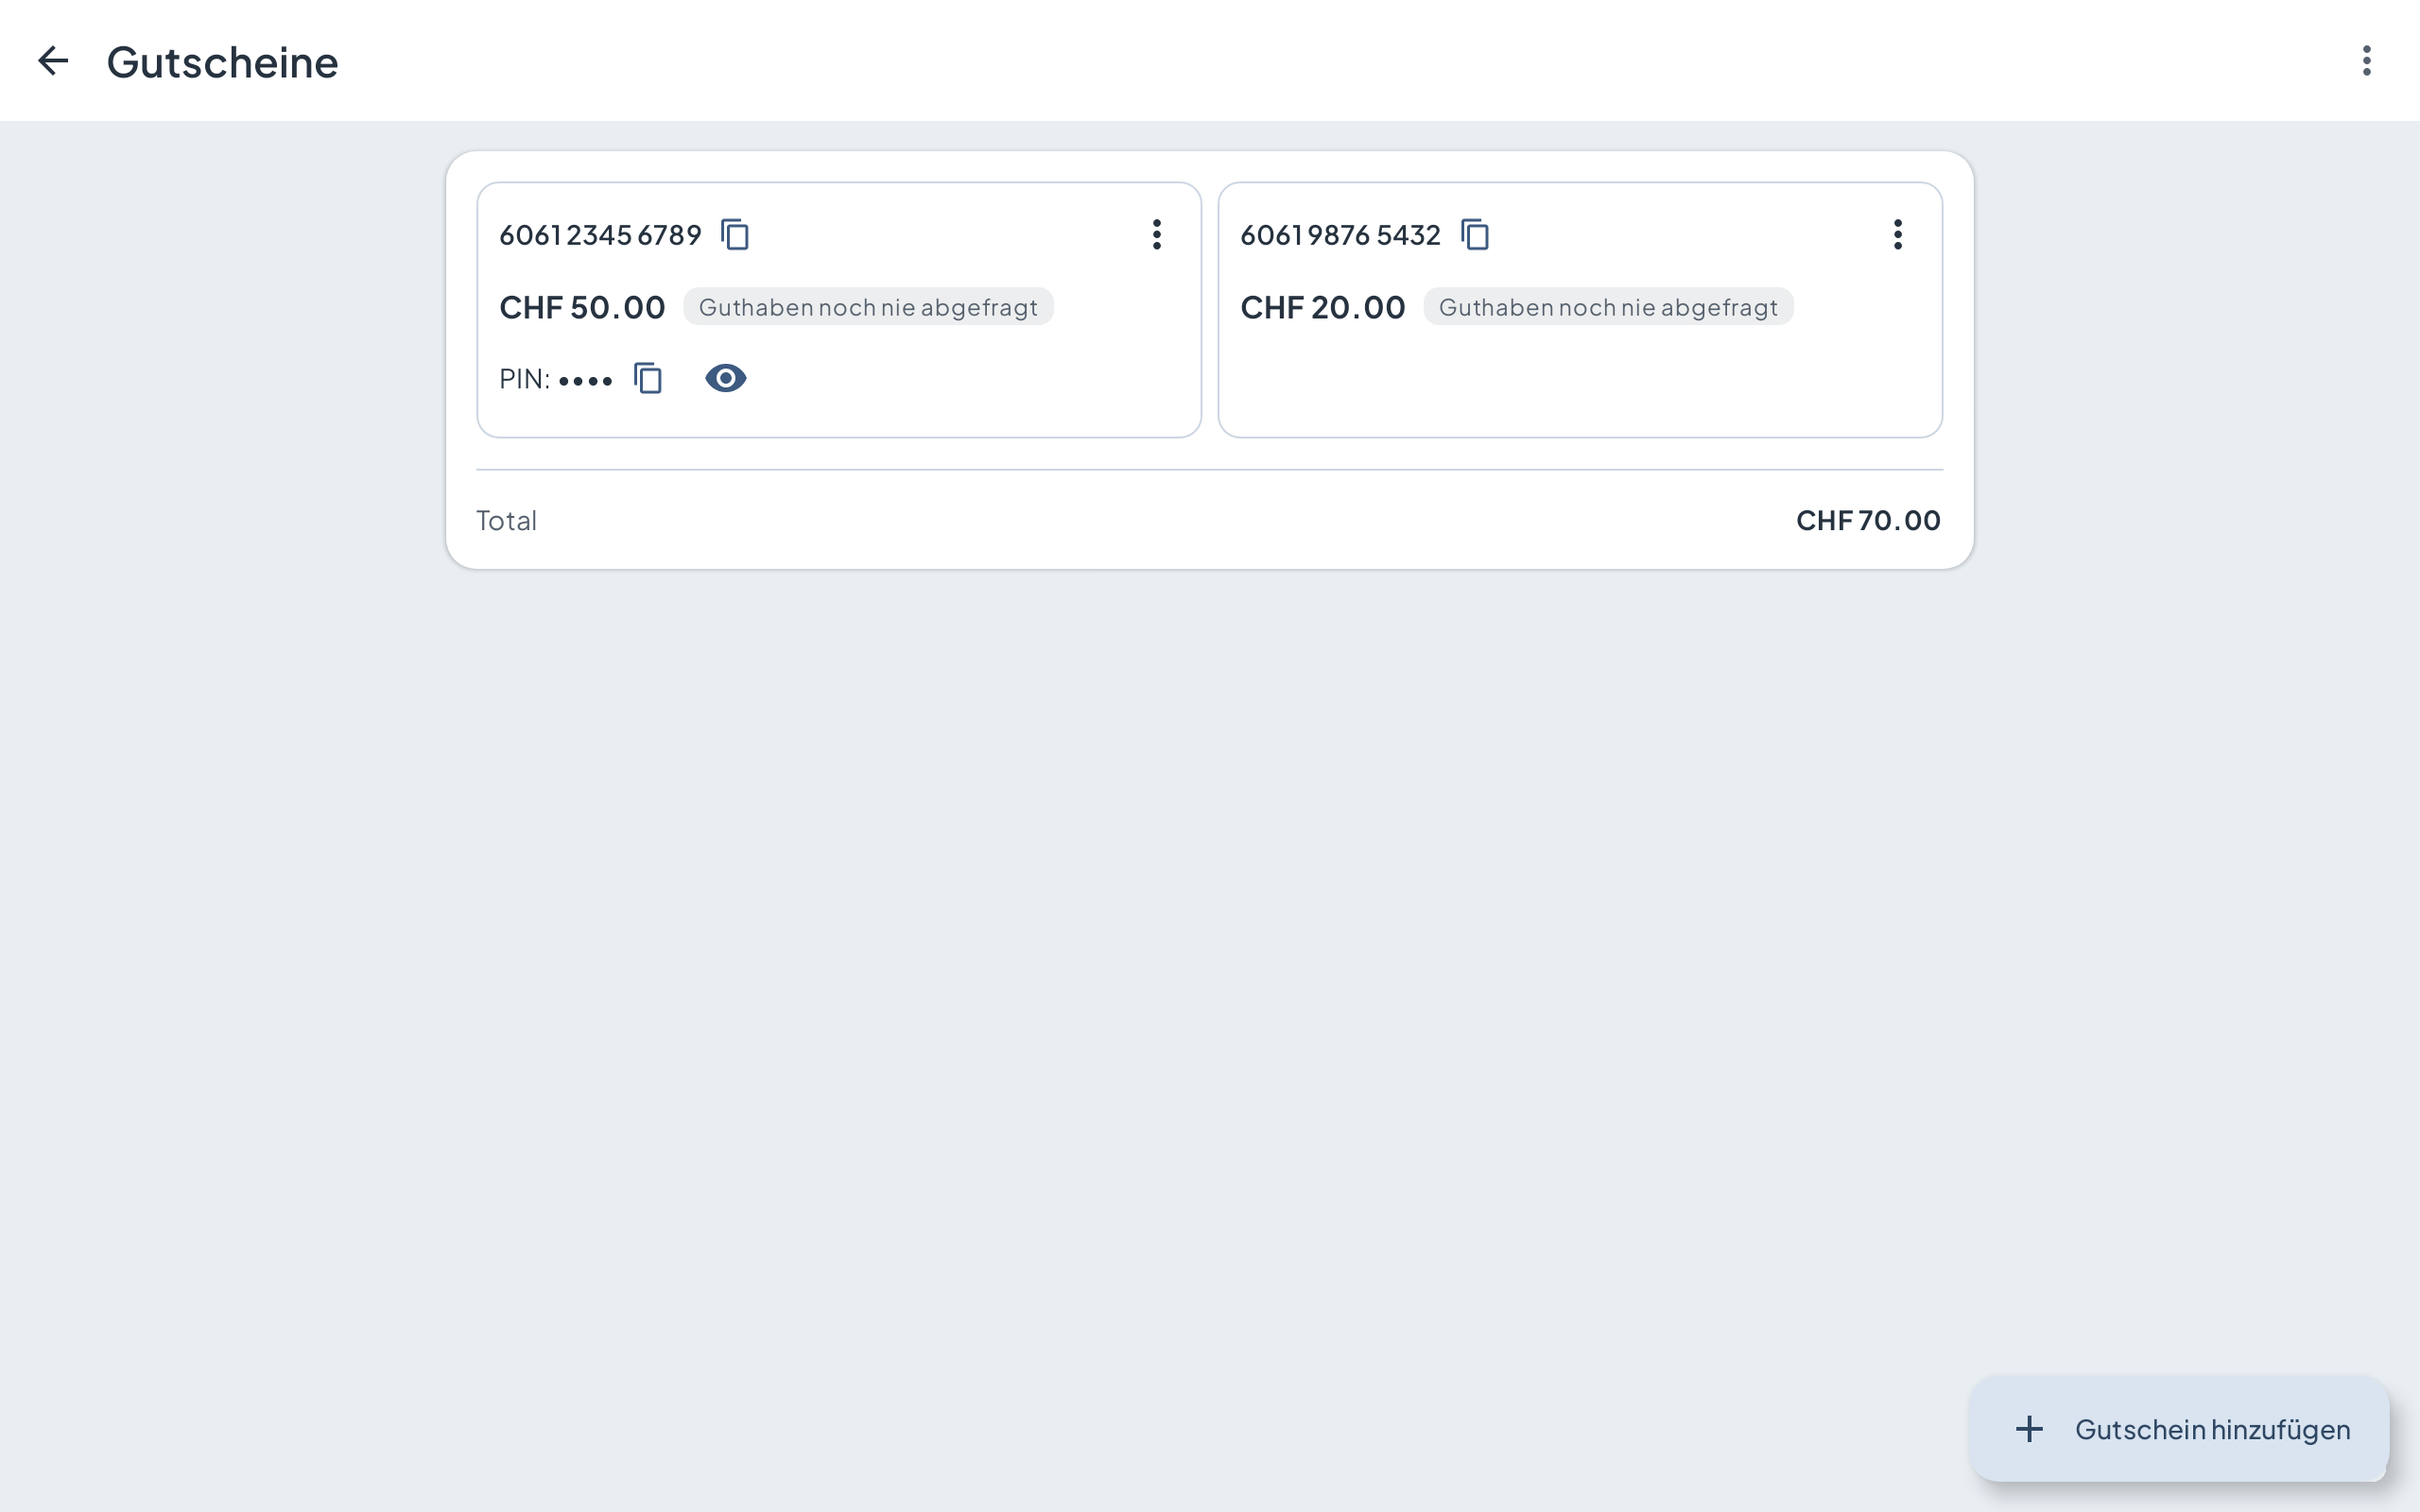 Gutscheine
6061 2345 6789
CHF 50.00 Guthaben noch nie abgefragt
PIN: ••••
6061 9876 5432
CHF 20.00 Guthaben noch nie abgefragt
Total CHF 70.00
Gutschein hinzufügen